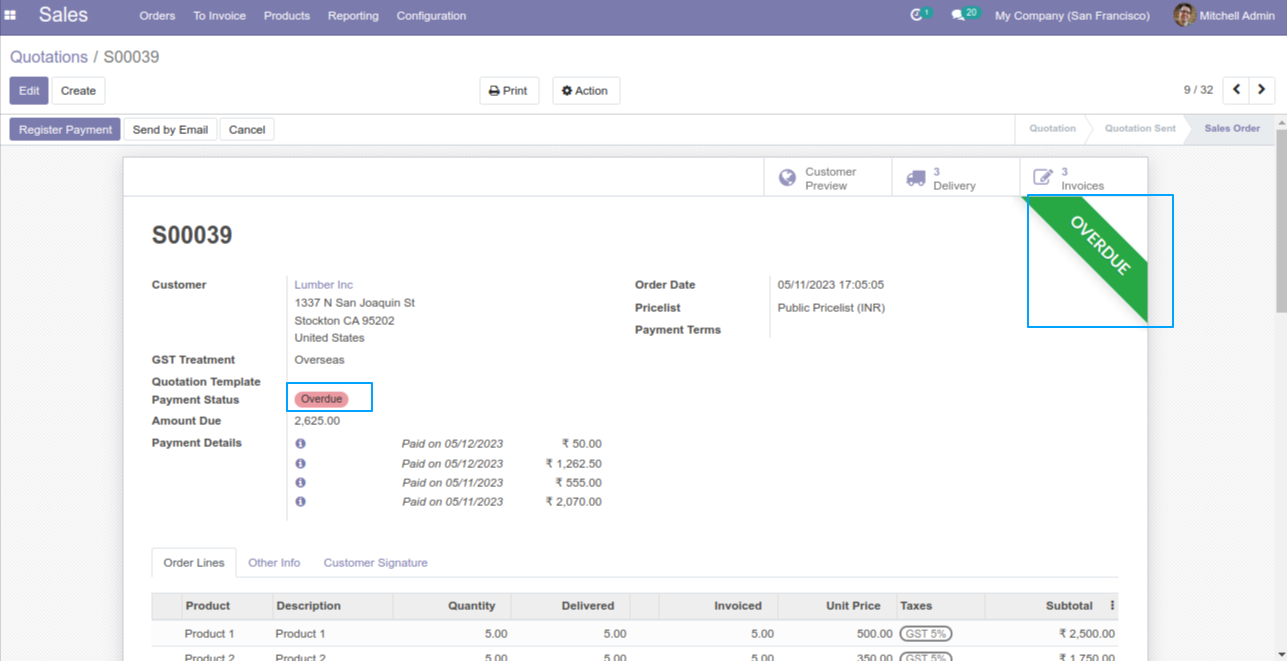 Sales Orders To Invoice Products Reporting Configuration 1 20 My Company (San Francisco) Mitchell Admin
Quotations / S00039
Edit Create Print Action 9 / 32
Register Payment Send by Email Cancel Quotation Quotation Sent Sales Order
Customer Preview 3 Delivery 3 Invoices
OVERDUE
S00039
Customer Lumber Inc Order Date 05/11/2023 17:05:05
1337 N San Joaquin St Pricelist Public Pricelist (INR)
Stockton CA 95202 Payment Terms
United States
GST Treatment Overseas
Quotation Template
Payment Status Overdue
Amount Due 2,625.00
Payment Details Paid on 05/12/2023 ₹ 50.00
Paid on 05/12/2023 ₹ 1,262.50
Paid on 05/11/2023 ₹ 555.00
Paid on 05/11/2023 ₹ 2,070.00
Order Lines Other Info Customer Signature
Product Description Quantity Delivered Invoiced Unit Price Taxes Subtotal
Product 1 Product 1 5.00 5.00 5.00 500.00 GST 5% ₹ 2,500.00
Product 2 Product 2 5.00 5.00 5.00 350.00 GST 5% ₹ 1,750.00